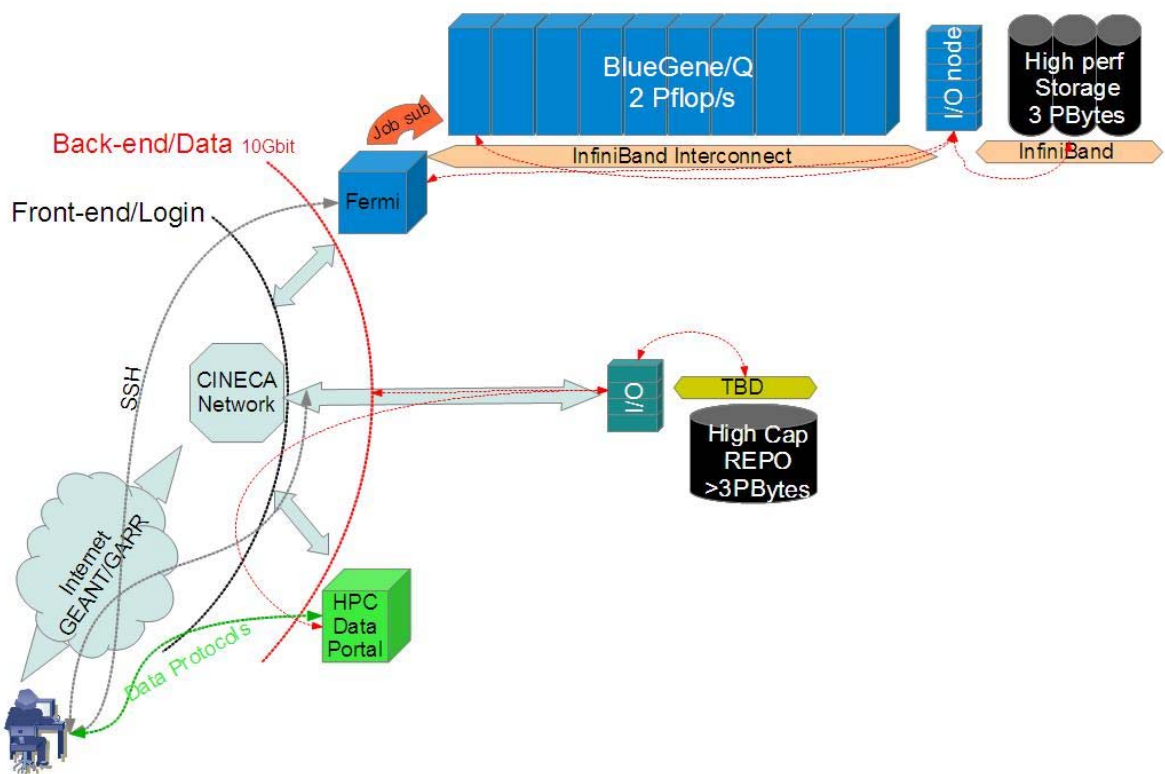 BlueGene/Q
2 Pflop/s
I/O node
High perf
Storage
3 PBytes
Job sub
Back-end/Data 10Gbit
InfiniBand Interconnect
InfiniBand
Fermi
Front-end/Login
SSH
CINECA
Network
I/O
TBD
High Cap
REPO
>3PBytes
Internet
GEANT/GARR
HPC
Data
Portal
Data Protocols